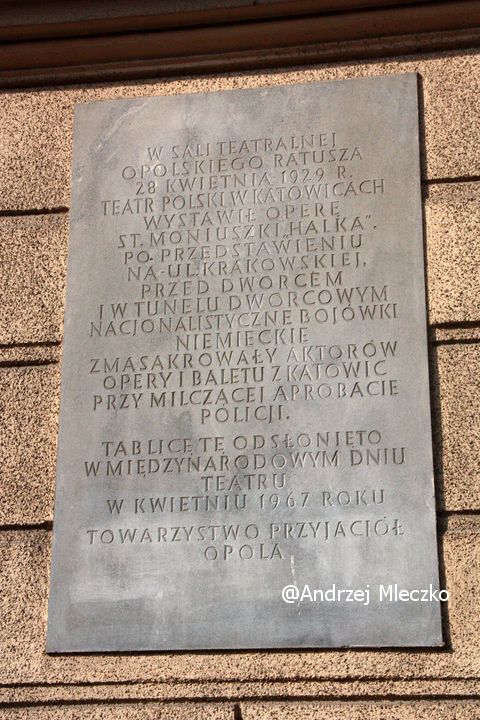 W SALI TEATRALNEJ
OPOLSKIEGO RATUSZA
28 KWIETNIA 1929 R.
TEATR POLSKI W KATOWICACH
WYSTAWIŁ OPERĘ
ST. MONIUSZKI „HALKA”.
PO PRZEDSTAWIENIU
NA UL. KRAKOWSKIEJ,
PRZED DWORCEM
I W TUNELU DWORCOWYM
NACJONALISTYCZNE BOJÓWKI
NIEMIECKIE
ZMASAKROWAŁY AKTORÓW
OPERY I BALETU Z KATOWIC
PRZY MILCZĄCEJ APROBACIE
POLICJI.
TABLICĘ TĘ ODSŁONIĘTO
W MIĘDZYNARODOWYM DNIU
TEATRU
W KWIETNIU 1967 ROKU
TOWARZYSTWO PRZYJACIÓŁ
OPOLA
@Andrzej Mleczko